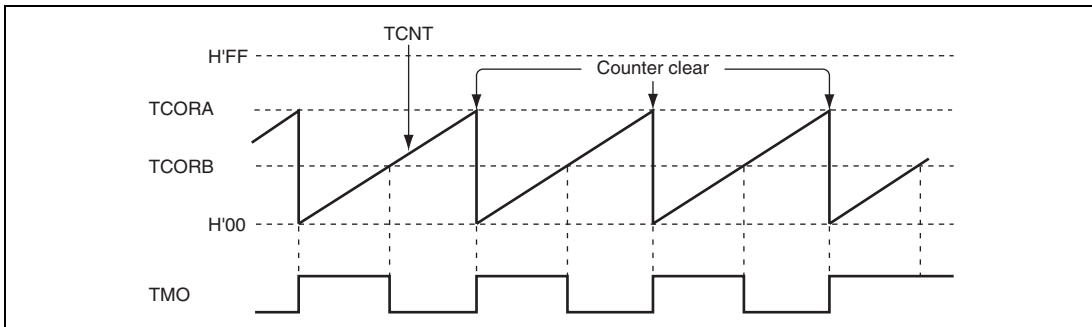 TCNT
H'FF
Counter clear
TCORA
TCORB
H'00
TMO